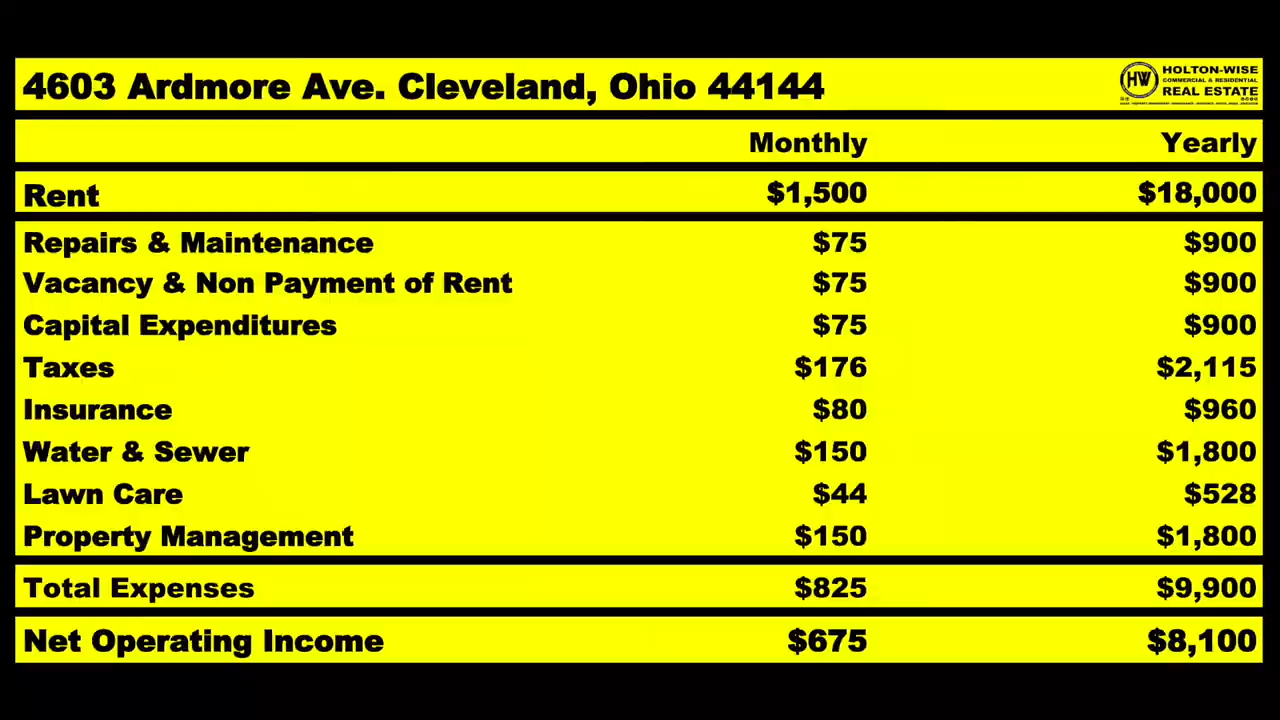 4603 Ardmore Ave. Cleveland, Ohio 44144
HW
HOLTON-WISE
COMMERCIAL & RESIDENTIAL
REAL ESTATE
Monthly Yearly
Rent $1,500 $18,000
Repairs & Maintenance $75 $900
Vacancy & Non Payment of Rent $75 $900
Capital Expenditures $75 $900
Taxes $176 $2,115
Insurance $80 $960
Water & Sewer $150 $1,800
Lawn Care $44 $528
Property Management $150 $1,800
Total Expenses $825 $9,900
Net Operating Income $675 $8,100